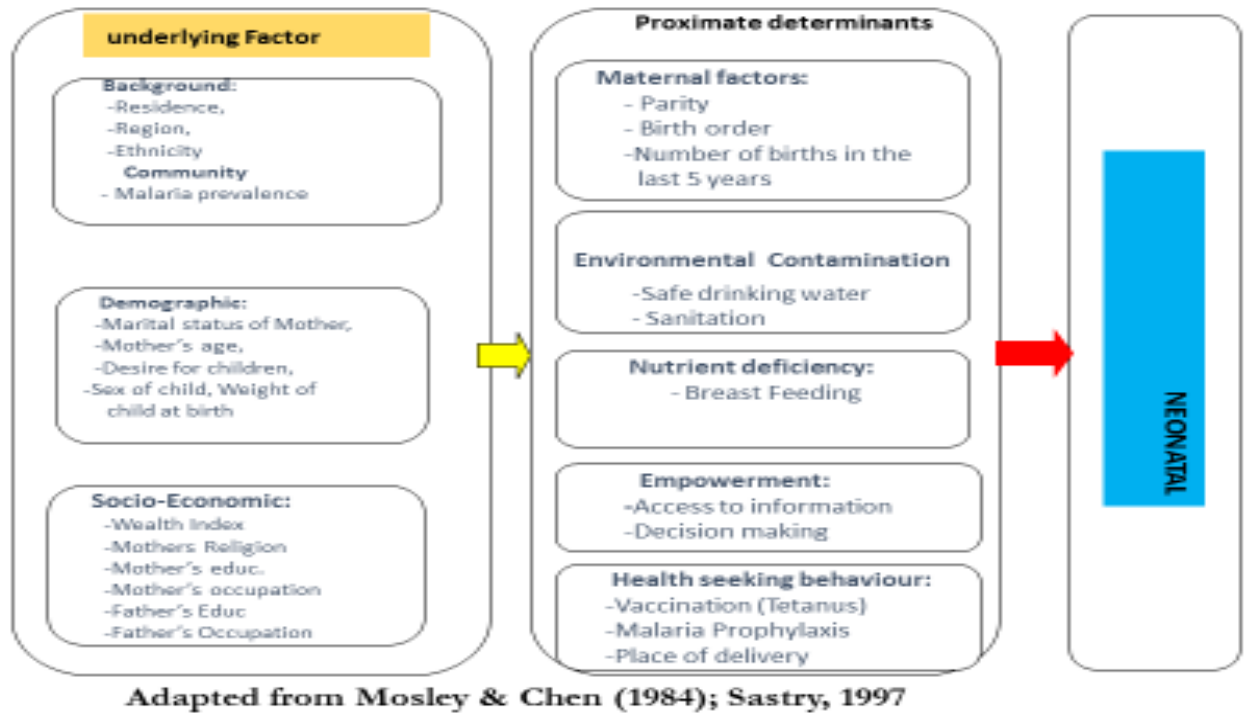 underlying Factor
Background:
-Residence,
-Region,
-Ethnicity
Community
- Malaria prevalence
Demographic:
-Marital status of Mother,
-Mother's age,
-Desire for children,
-Sex of child, Weight of
child at birth
Socio-Economic:
-Wealth Index
-Mothers Religion
-Mother's educ.
-Mother's occupation
-Father's Educ
-Father's Occupation
Proximate determinants
Maternal factors:
- Parity
- Birth order
-Number of births in the
last 5 years
Environmental Contamination
-Safe drinking water
- Sanitation
Nutrient deficiency:
- Breast Feeding
Empowerment:
-Access to information
-Decision making
Health seeking behaviour:
-Vaccination (Tetanus)
-Malaria Prophylaxis
-Place of delivery
NEONATAL
Adapted from Mosley & Chen (1984); Sastry, 1997